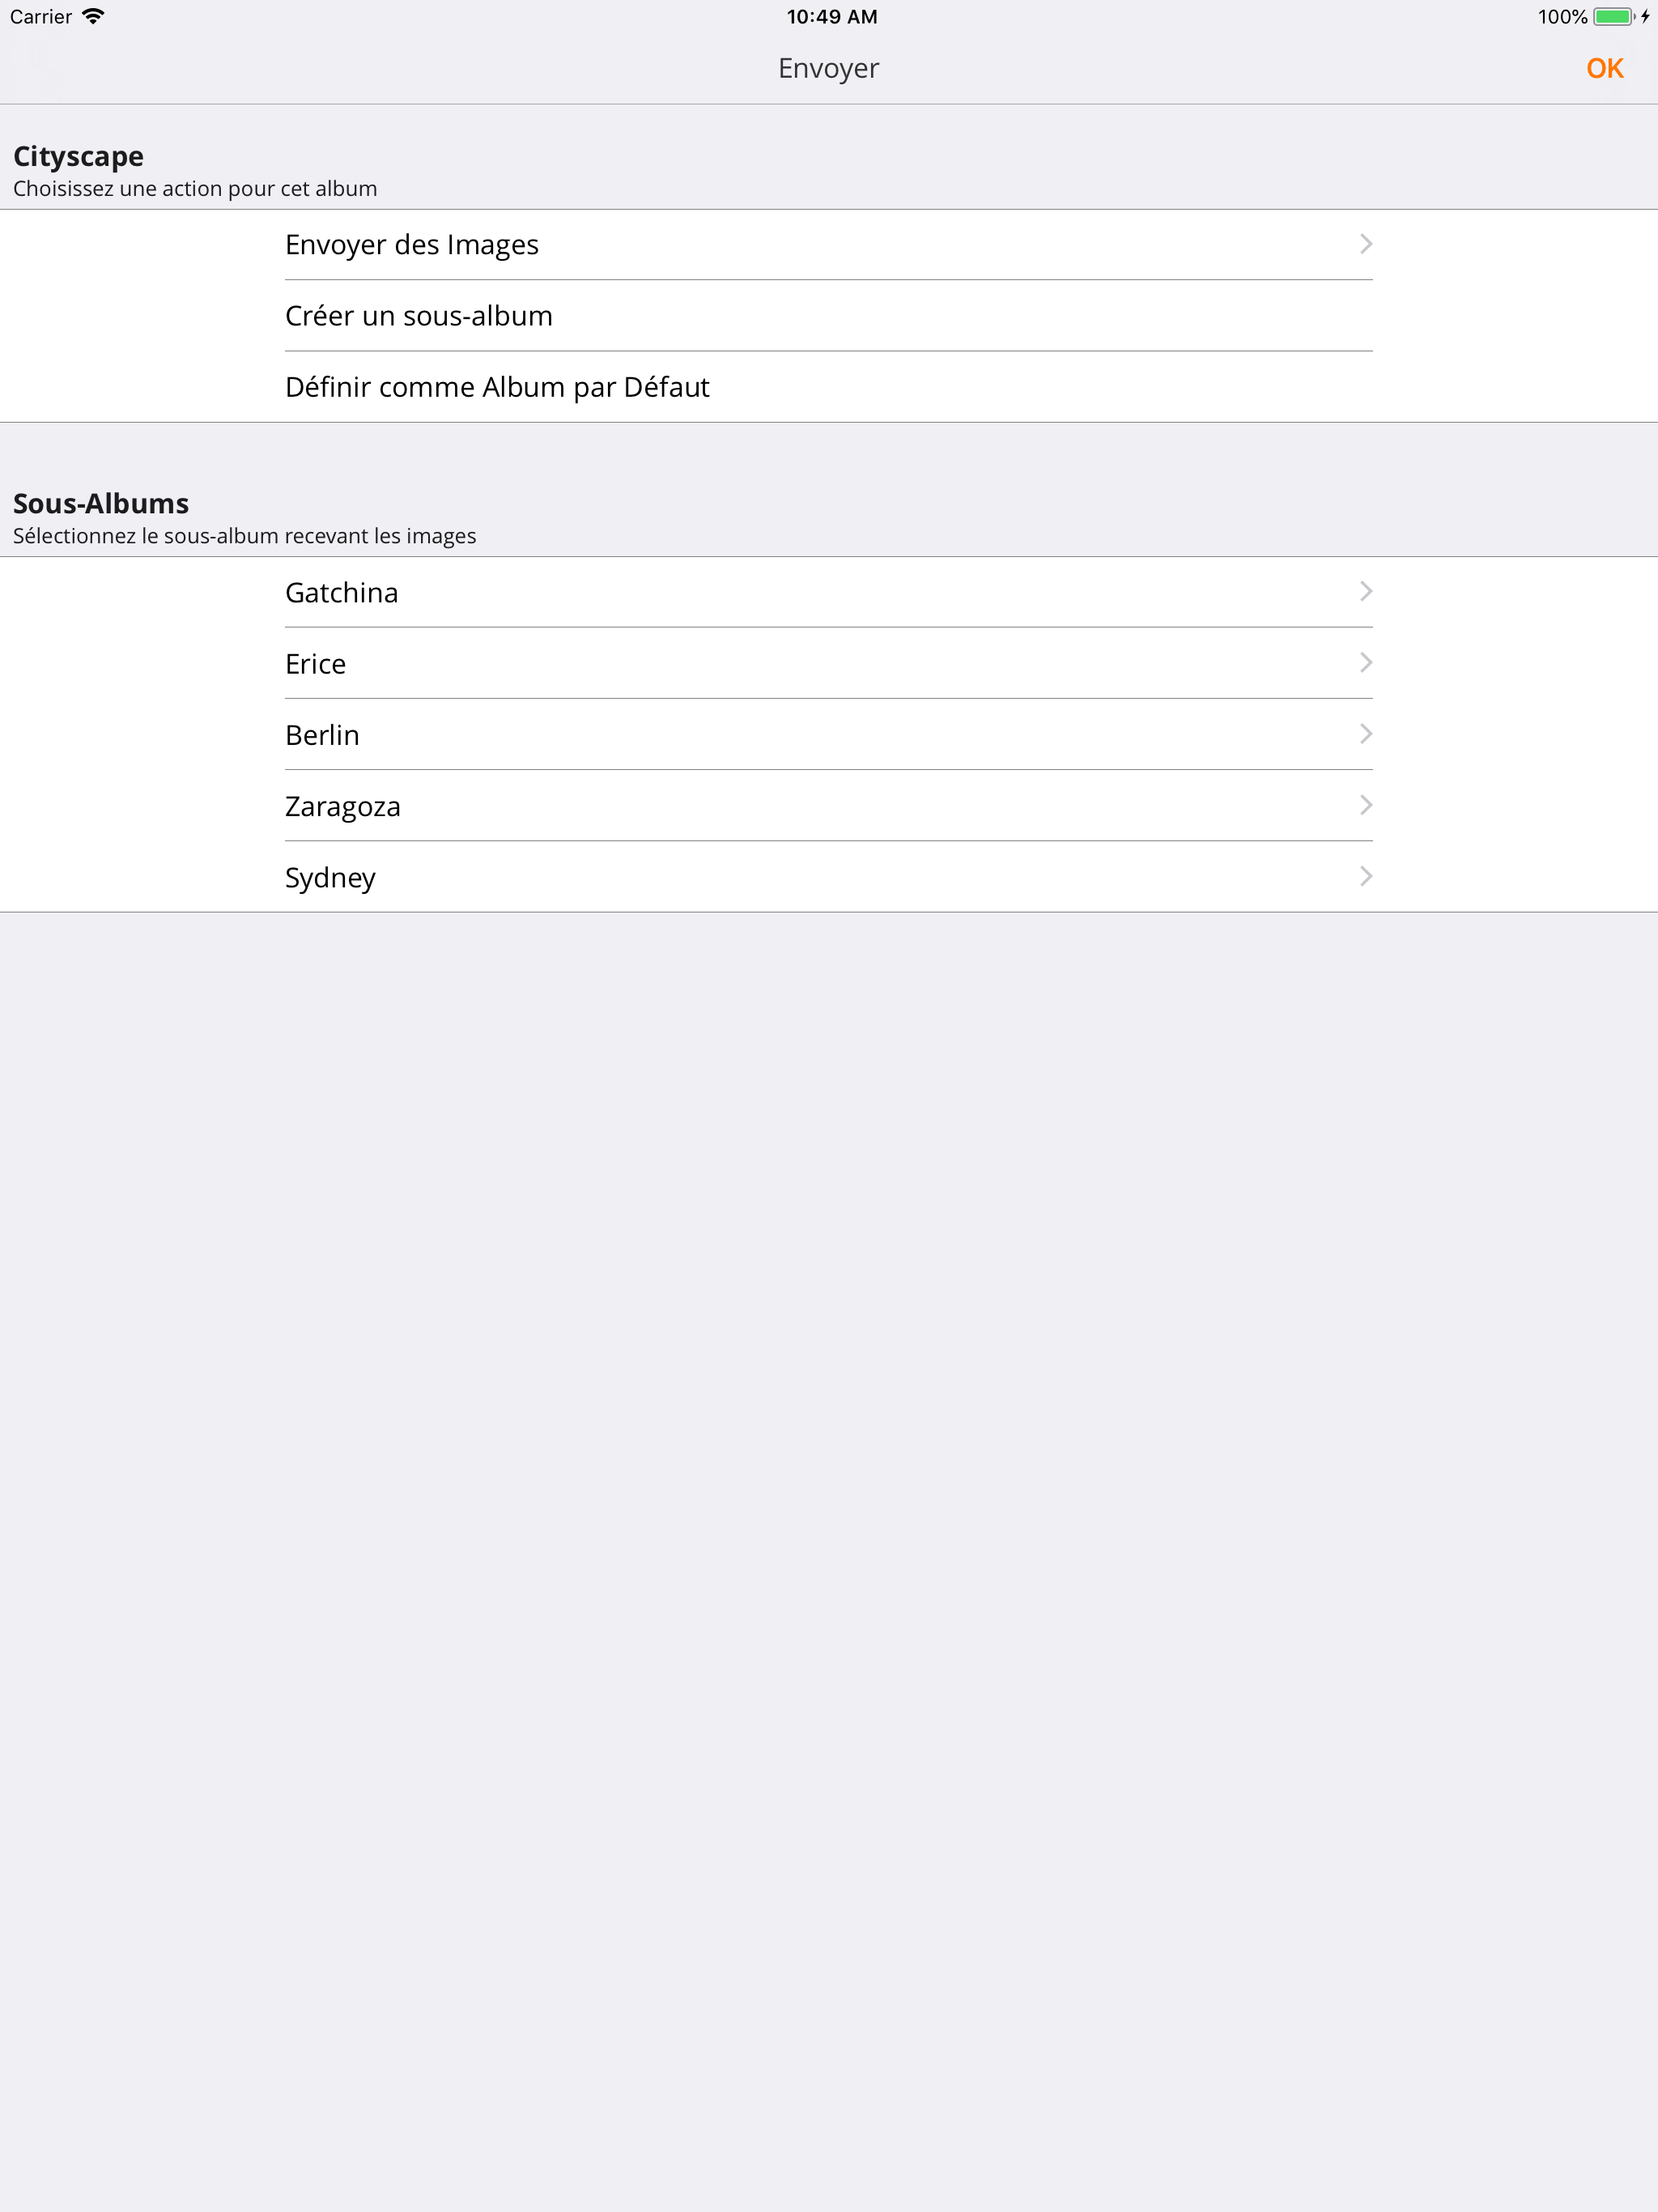 Carrier
10:49 AM
100%
Envoyer
OK
Cityscape
Choisissez une action pour cet album
Envoyer des Images
Créer un sous-album
Définir comme Album par Défaut
Sous-Albums
Sélectionnez le sous-album recevant les images
Gatchina
Erice
Berlin
Zaragoza
Sydney